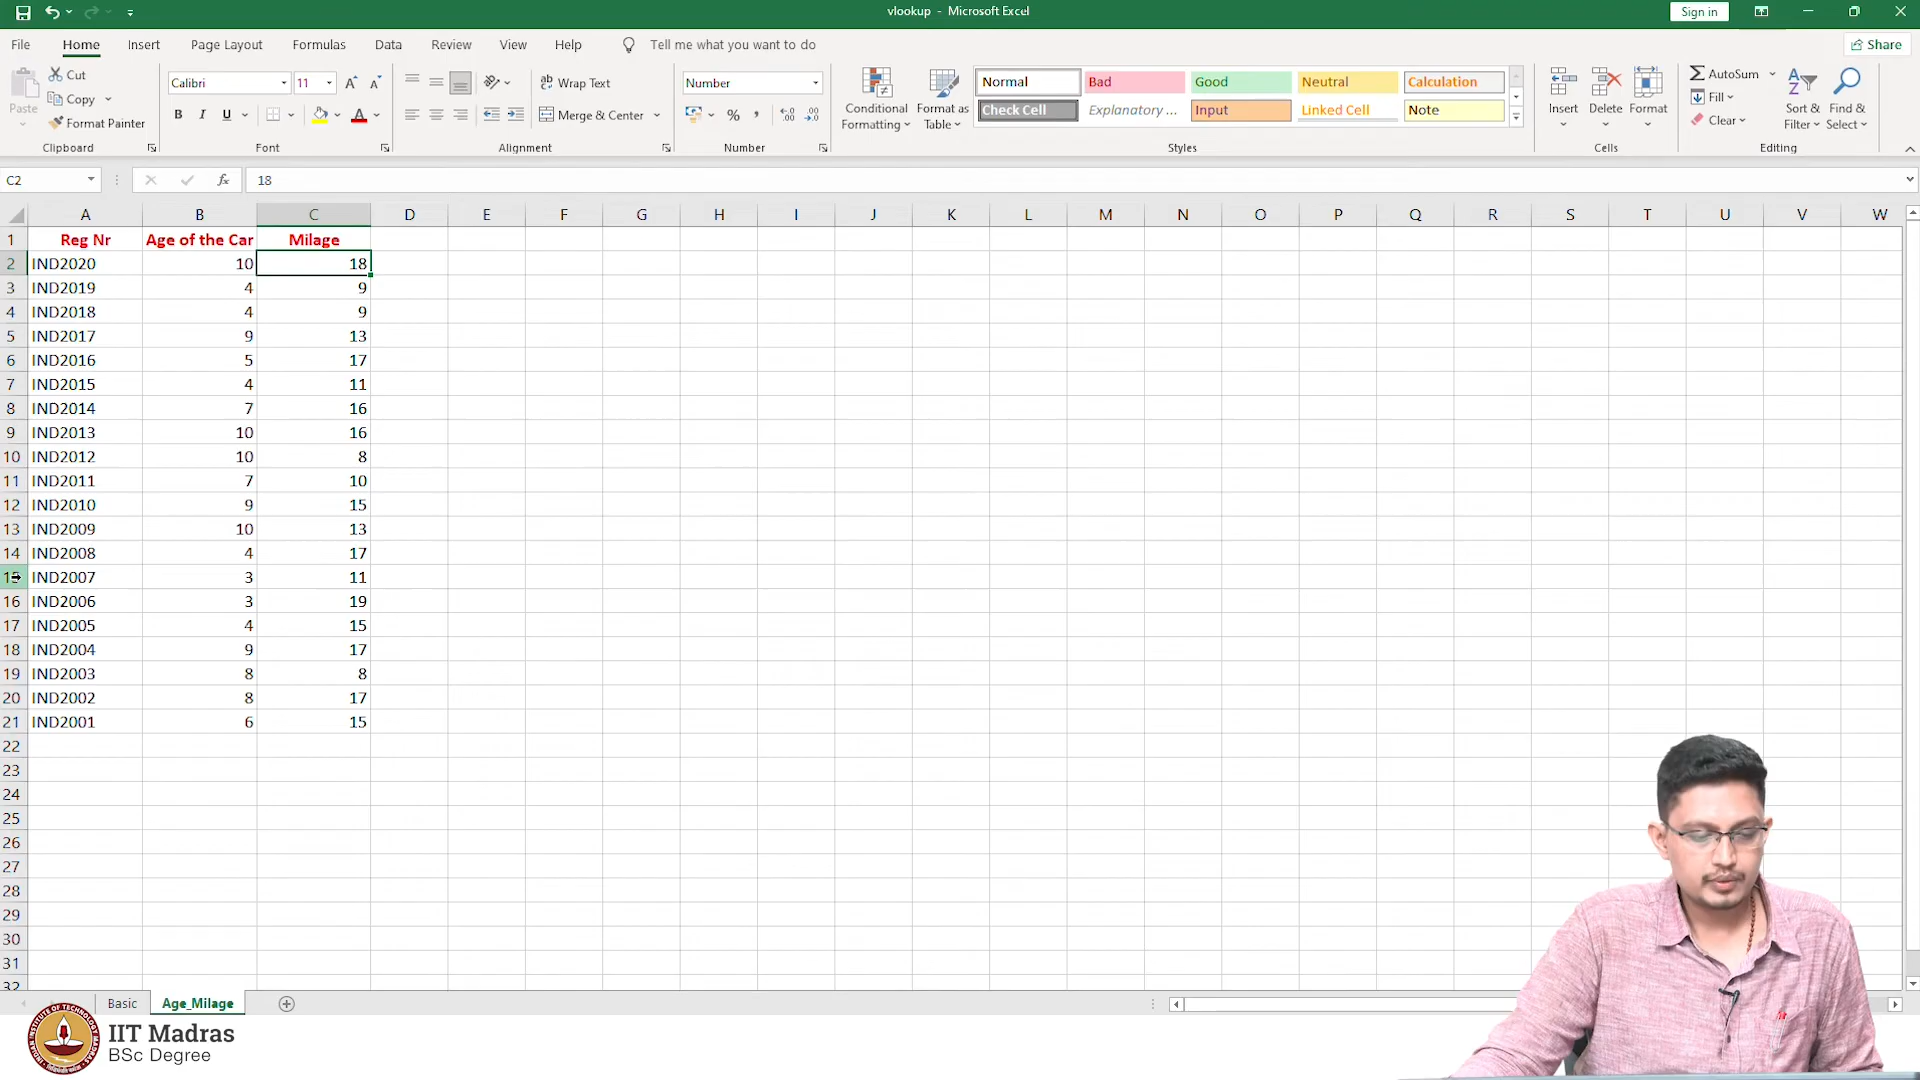 vlookup - Microsoft Excel
Sign in
File Home Insert Page Layout Formulas Data Review View Help Tell me what you want to do Share
Paste Cut Copy Format Painter Clipboard
Calibri 11 B I U A Font
Wrap Text Merge & Center Alignment
Number % , Number
Conditional Formatting Format as Table
Normal Bad Good Neutral Calculation
Check Cell Explanatory ... Input Linked Cell Note
Styles
Insert Delete Format Cells
AutoSum Fill Clear Sort & Filter Find & Select Editing
C2 fx 18
A B C D E F G H I J K L M N O P Q R S T U V W
1 Reg Nr Age of the Car Milage
2 IND2020 10 18
3 IND2019 4 9
4 IND2018 4 9
5 IND2017 9 13
6 IND2016 5 17
7 IND2015 4 11
8 IND2014 7 16
9 IND2013 10 16
10 IND2012 10 8
11 IND2011 7 10
12 IND2010 9 15
13 IND2009 10 13
14 IND2008 4 17
15 IND2007 3 11
16 IND2006 3 19
17 IND2005 4 15
18 IND2004 9 17
19 IND2003 8 8
20 IND2002 8 17
21 IND2001 6 15
22
23
24
25
26
27
28
29
30
31
32
Basic Age_Milage
IIT Madras
BSc Degree